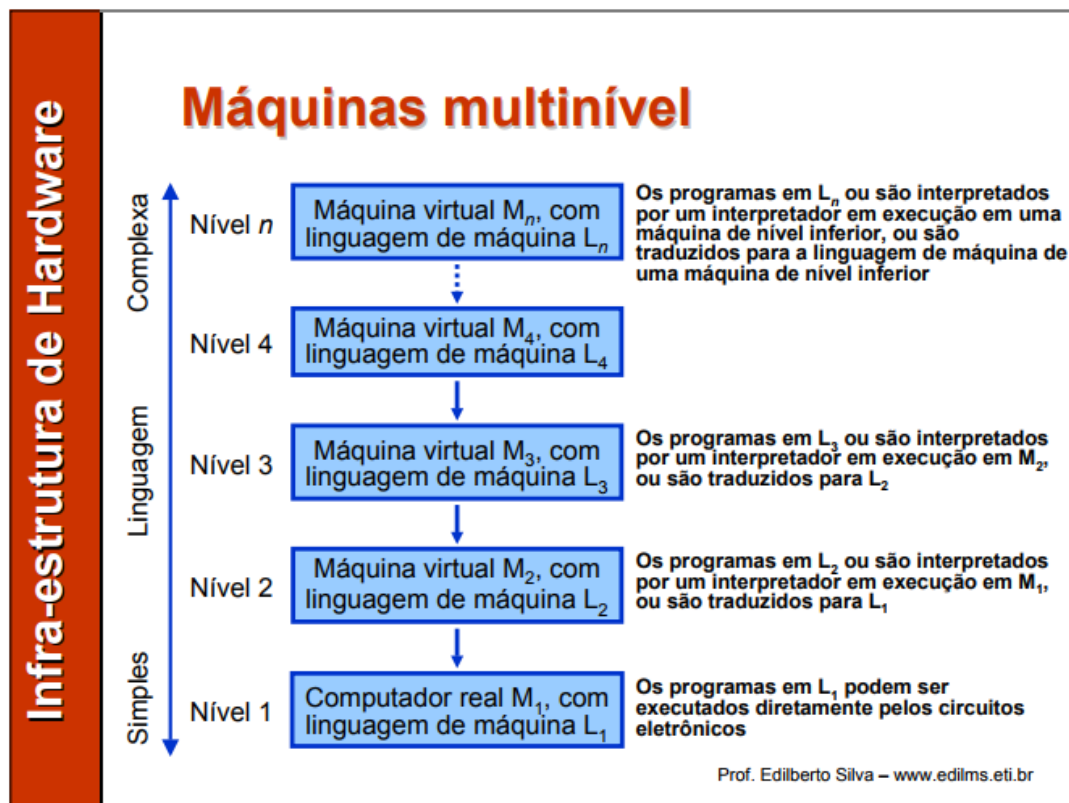 Infra-estrutura de Hardware
Máquinas multinível
Complexa
Linguagem
Simples
Nível n
Máquina virtual Mn, com
linguagem de máquina Ln
Os programas em Ln ou são interpretados
por um interpretador em execução em uma
máquina de nível inferior, ou são
traduzidos para a linguagem de máquina de
uma máquina de nível inferior
Nível 4
Máquina virtual M4, com
linguagem de máquina L4
Nível 3
Máquina virtual M3, com
linguagem de máquina L3
Os programas em L3 ou são interpretados
por um interpretador em execução em M2,
ou são traduzidos para L2
Nível 2
Máquina virtual M2, com
linguagem de máquina L2
Os programas em L2 ou são interpretados
por um interpretador em execução em M1,
ou são traduzidos para L1
Nível 1
Computador real M1, com
linguagem de máquina L1
Os programas em L1 podem ser
executados diretamente pelos circuitos
eletrônicos
Prof. Edilberto Silva – www.edilms.eti.br